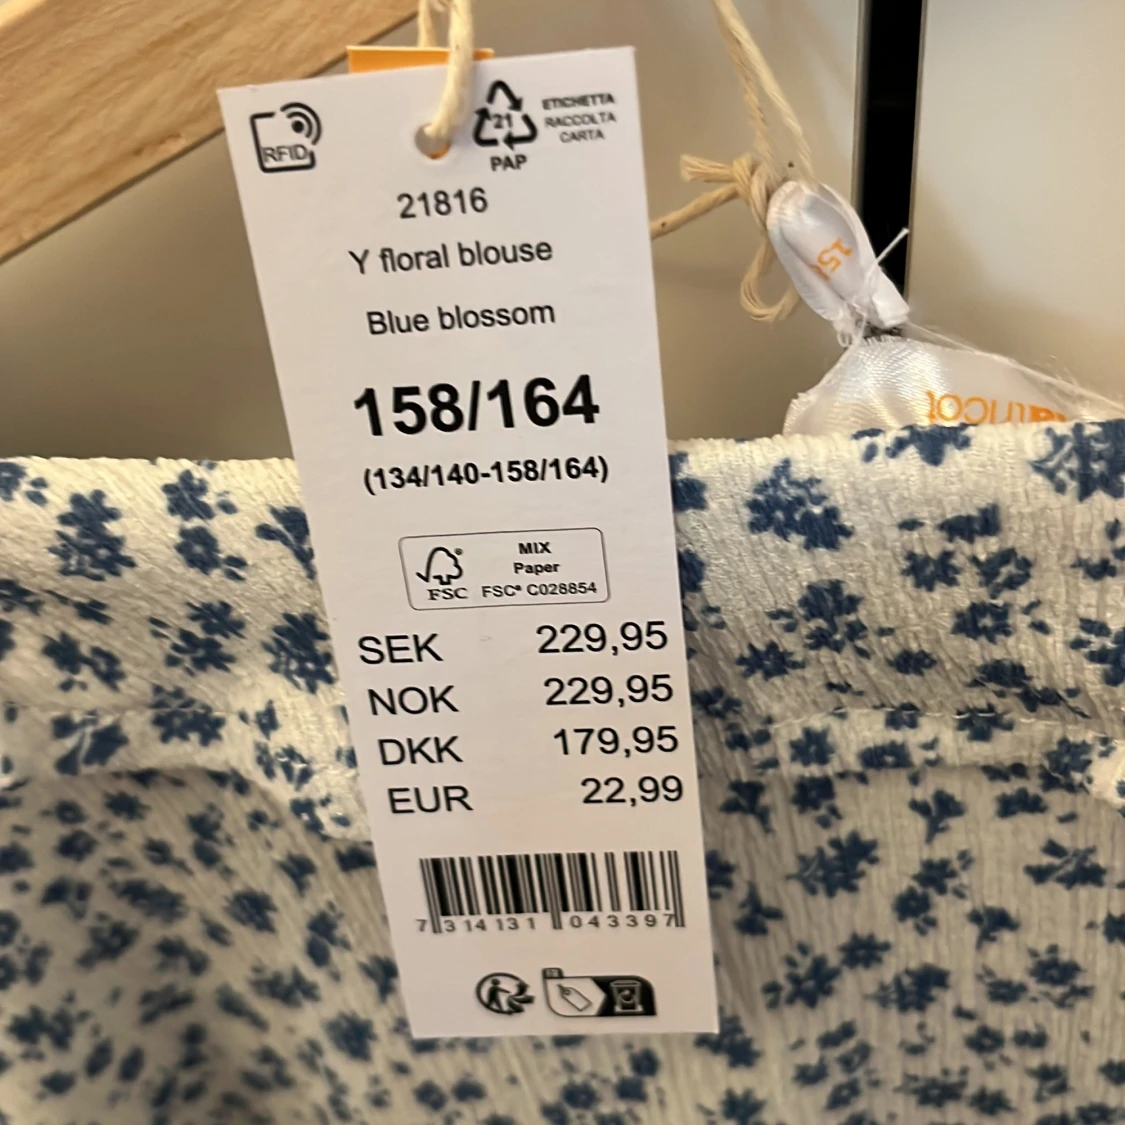 RFID
21
PAP
ETICHETTA
RACCOLTA
CARTA
21816
Y floral blouse
Blue blossom
158/164
(134/140-158/164)
FSC
MIX
Paper
FSC® C028854
SEK 229,95
NOK 229,95
DKK 179,95
EUR 22,99
7 314131 043397